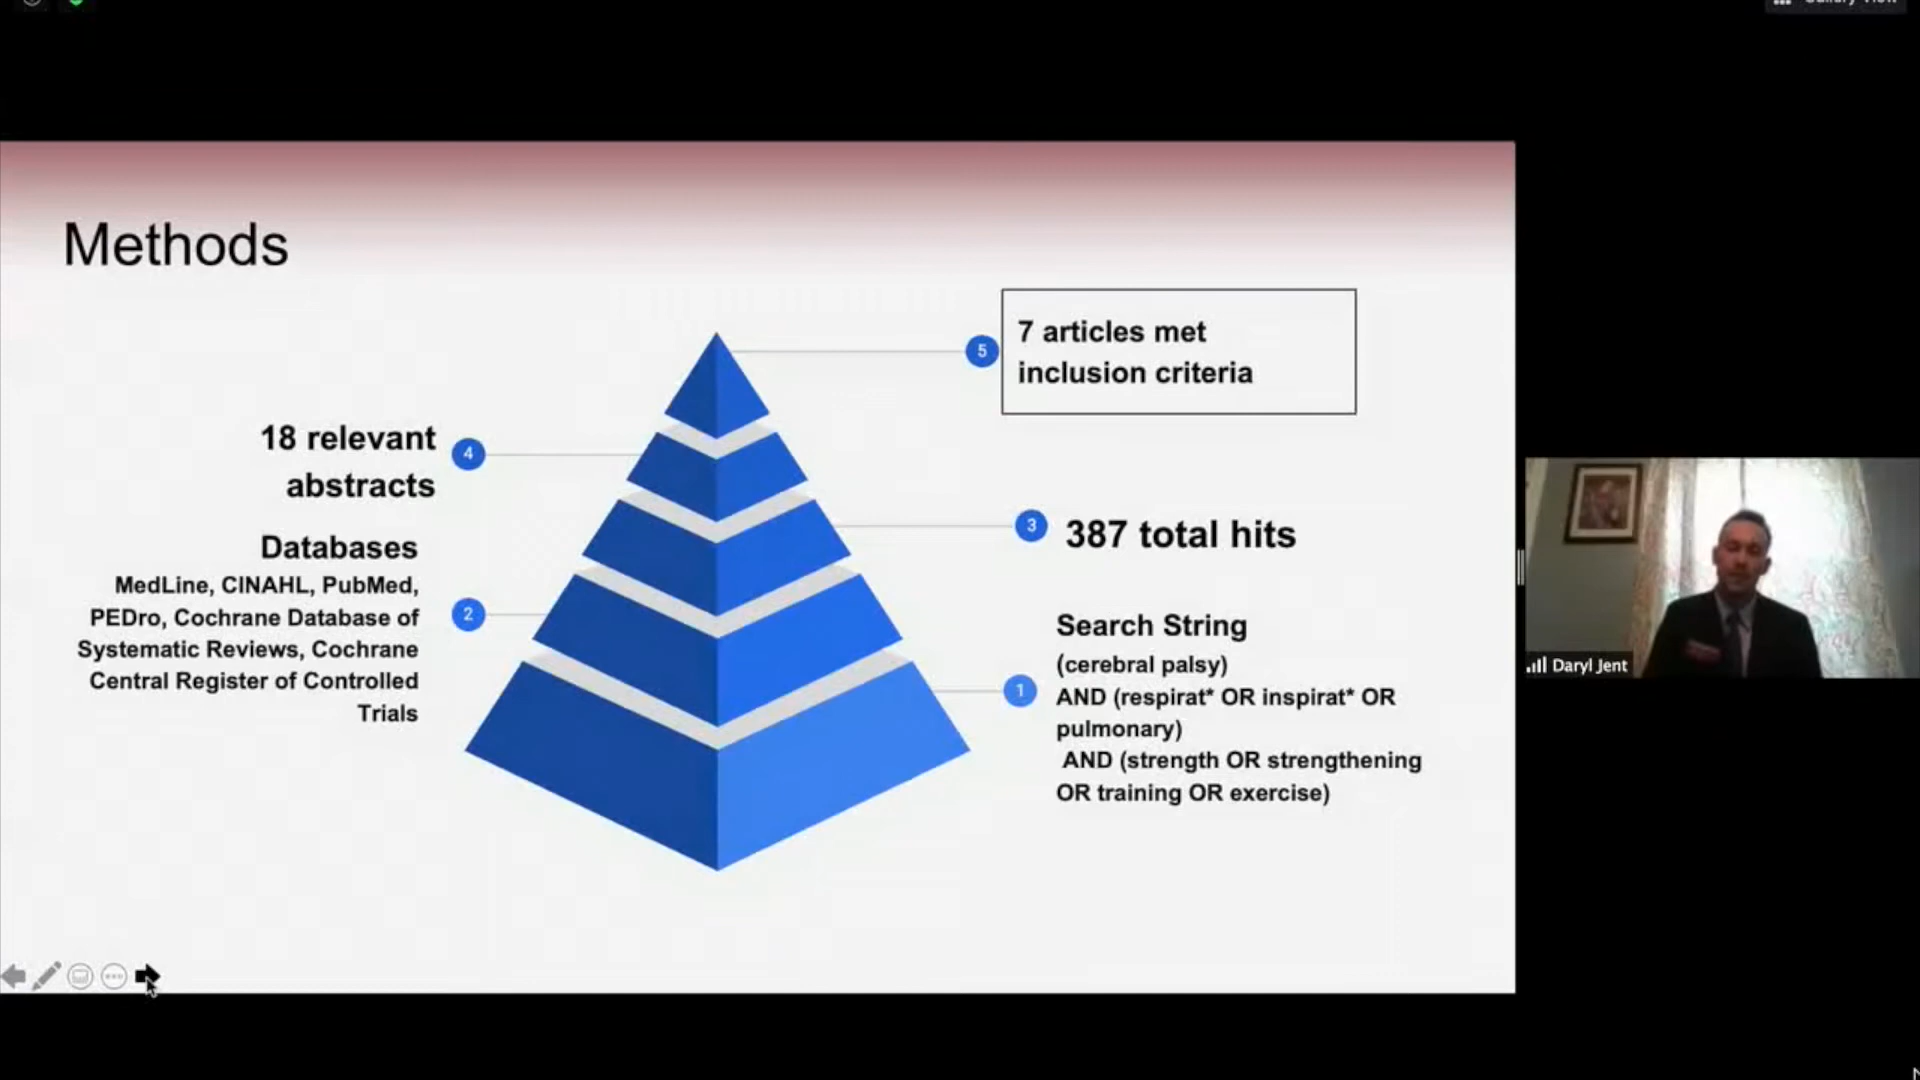 Gallery View
Methods
5
7 articles met
inclusion criteria
18 relevant
abstracts
4
3
387 total hits
Databases
MedLine, CINAHL, PubMed,
PEDro, Cochrane Database of
Systematic Reviews, Cochrane
Central Register of Controlled
Trials
2
1
Search String
(cerebral palsy)
AND (respirat* OR inspirat* OR
pulmonary)
AND (strength OR strengthening
OR training OR exercise)
Daryl Jent